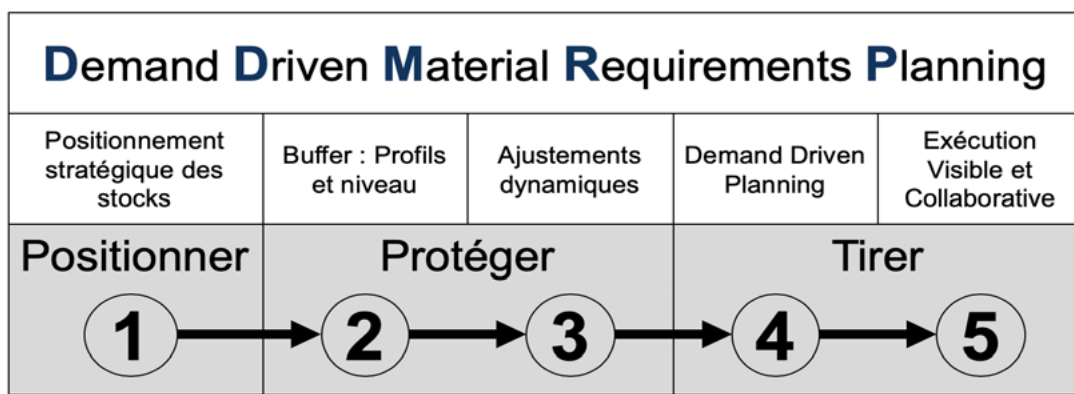 Demand Driven Material Requirements Planning
Positionnement
stratégique des
stocks
Buffer : Profils
et niveau
Ajustements
dynamiques
Demand Driven
Planning
Exécution
Visible et
Collaborative
Positionner
Protéger
Tirer
1
2
3
4
5